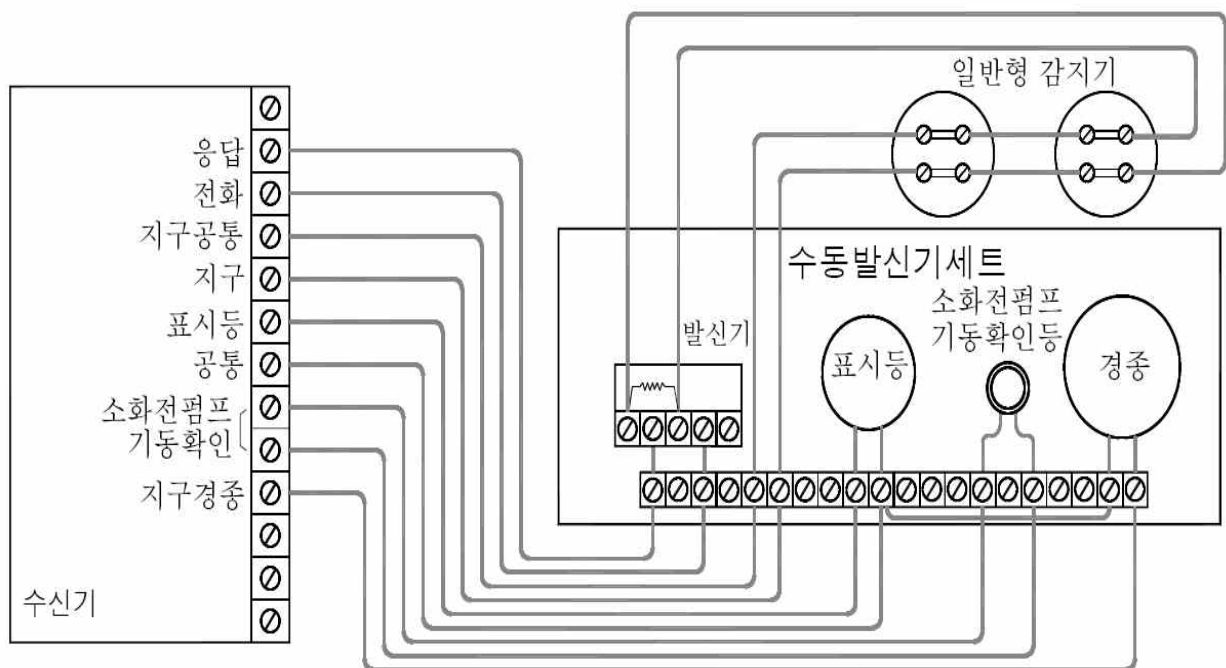 응답
전화
지구공통
지구
표시등
공통
소화전펌프
기동확인
지구경종
수신기
일반형 감지기
수동발신기세트
발신기
표시등
소화전펌프
기동확인등
경종